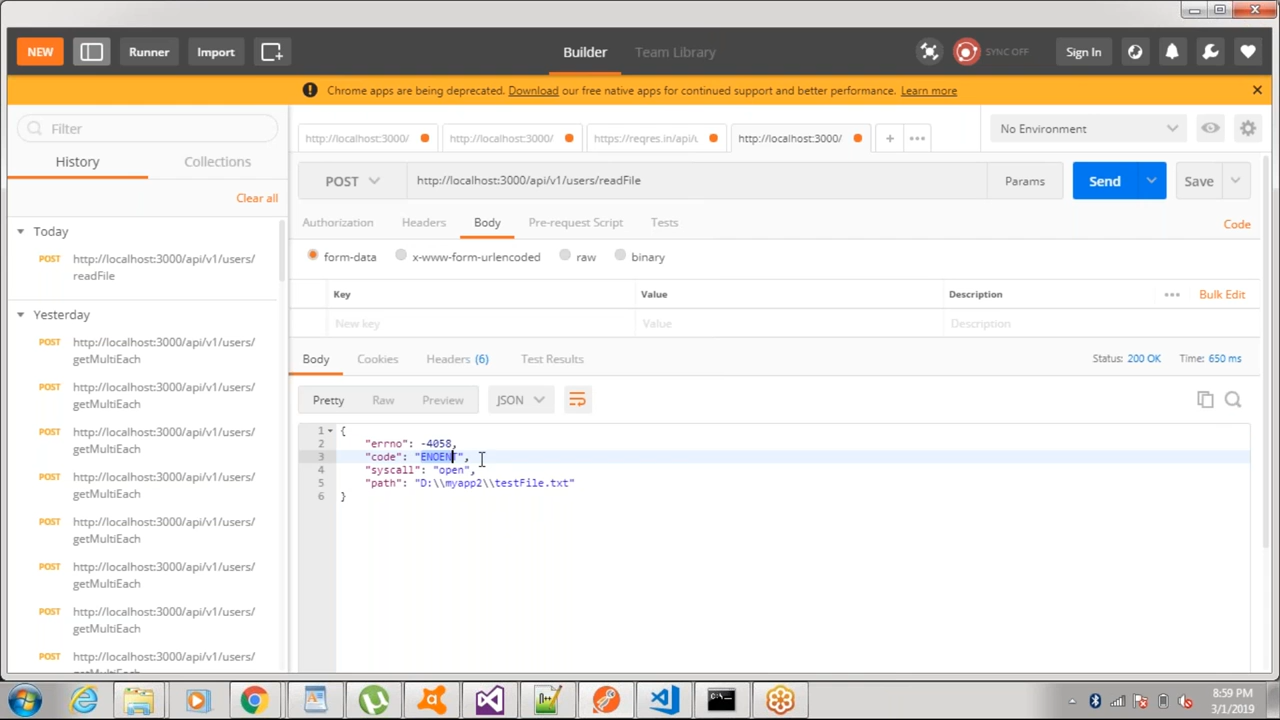 NEW
Runner
Import
Builder
Team Library
SYNC OFF
Sign In
Chrome apps are being deprecated. Download our free native apps for continued support and better performance. Learn more
Filter
History
Collections
Clear all
Today
POST http://localhost:3000/api/v1/users/
readFile
Yesterday
POST http://localhost:3000/api/v1/users/
getMultiEach
POST http://localhost:3000/api/v1/users/
getMultiEach
POST http://localhost:3000/api/v1/users/
getMultiEach
POST http://localhost:3000/api/v1/users/
getMultiEach
POST http://localhost:3000/api/v1/users/
getMultiEach
POST http://localhost:3000/api/v1/users/
getMultiEach
POST http://localhost:3000/api/v1/users/
getMultiEach
POST http://localhost:3000/api/v1/users/
http://localhost:3000/
http://localhost:3000/
https://reqres.in/api/u
http://localhost:3000/
No Environment
POST
http://localhost:3000/api/v1/users/readFile
Params
Send
Save
Authorization
Headers
Body
Pre-request Script
Tests
Code
form-data
x-www-form-urlencoded
raw
binary
Key
Value
Description
Bulk Edit
New key
Value
Description
Body
Cookies
Headers (6)
Test Results
Status: 200 OK
Time: 650 ms
Pretty
Raw
Preview
JSON
1 {
2 "errno": -4058,
3 "code": "ENOENT",
4 "syscall": "open",
5 "path": "D:\\myapp2\\testFile.txt"
6 }
8:59 PM
3/1/2019